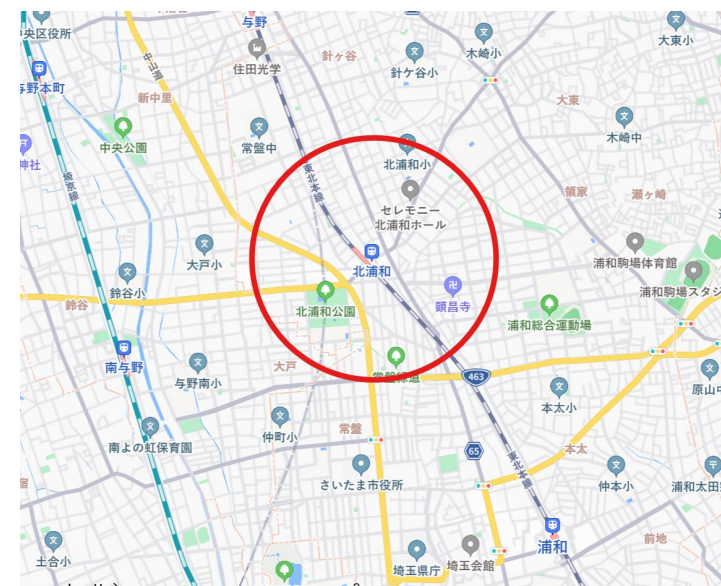 央区役所
与野
木崎小
大東小
住田光学
針ヶ谷
針ケ谷小
与野本町
中山道
新中里
大東
中央公園
常盤中
木崎中
神社
北浦和小
埼京線
東北本線
領家
瀬ヶ崎
セレモニー
北浦和ホール
大戸小
北浦和
浦和駒場体育館
鈴谷小
顕昌寺
浦和駒場スタジ
鈴谷
北浦和公園
浦和総合運動場
南与野
与野南小
大戸
常盤緑道
463
原山中
本太小
仲町小
常盤
南よの虹保育園
65
本太
東北本線
さいたま市役所
仲本小
浦和太田
浦和
前地
土合小
埼玉県庁
埼玉会館